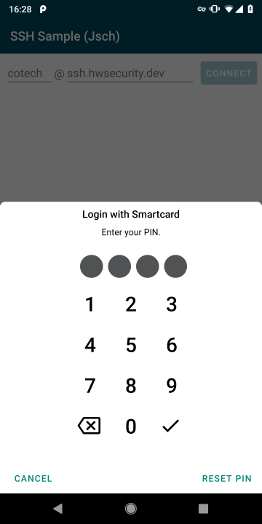 16:28
SSH Sample (Jsch)
cotech @ ssh.hwsecurity.dev CONNECT
Login with Smartcard
Enter your PIN.
1 2 3
4 5 6
7 8 9
0
CANCEL RESET PIN